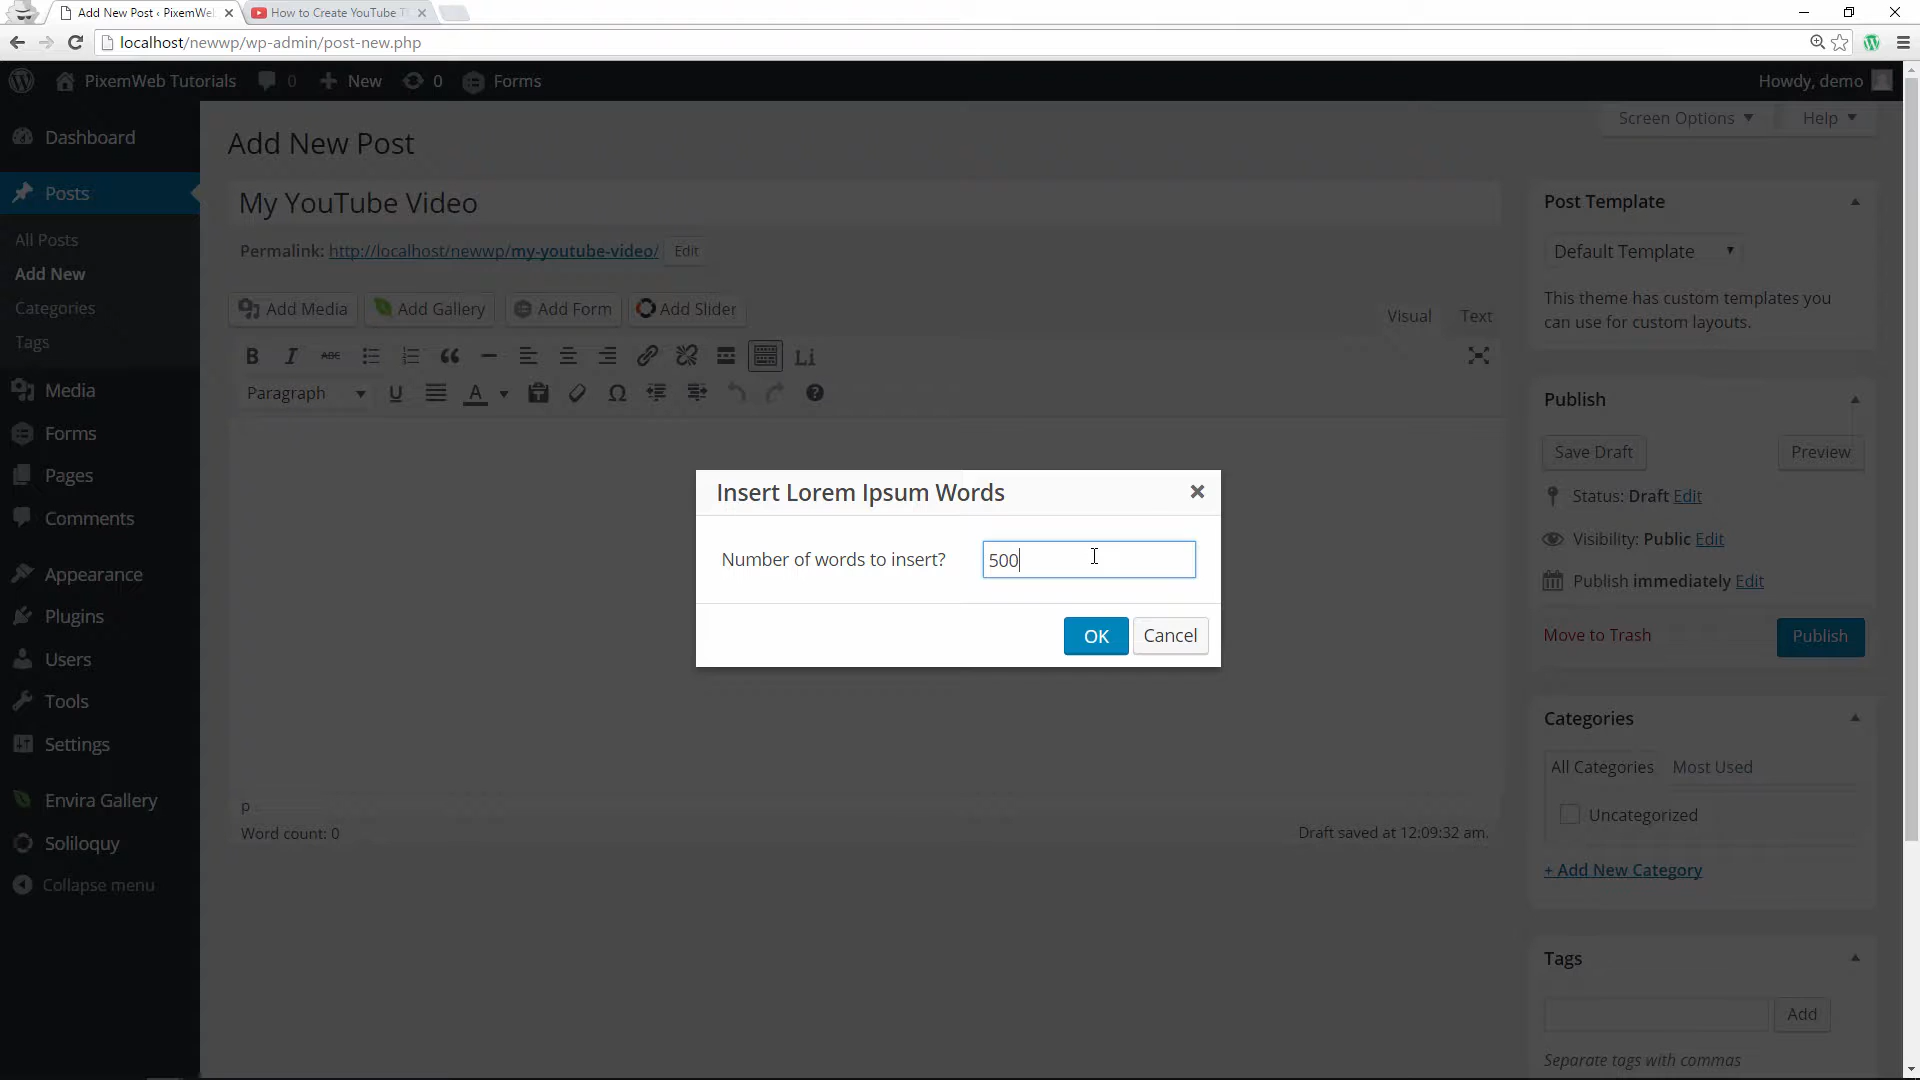 Add New Post ‹ PixemWe
How to Create YouTube T
localhost/newwp/wp-admin/post-new.php
PixemWeb Tutorials
0
New
0
Forms
Howdy, demo
Dashboard
Posts
All Posts
Add New
Categories
Tags
Media
Forms
Pages
Comments
Appearance
Plugins
Users
Tools
Settings
Envira Gallery
Soliloquy
Collapse menu
Screen Options
Help
Add New Post
My YouTube Video
Permalink: http://localhost/newwp/my-youtube-video/ Edit
Add Media
Add Gallery
Add Form
Add Slider
Visual
Text
B I ABC Li
Paragraph U A Ω
Insert Lorem Ipsum Words
Number of words to insert? 500
OK
Cancel
p
Word count: 0
Draft saved at 12:09:32 am.
Post Template
Default Template
This theme has custom templates you
can use for custom layouts.
Publish
Save Draft
Preview
Status: Draft Edit
Visibility: Public Edit
Publish immediately Edit
Move to Trash
Publish
Categories
All Categories
Most Used
Uncategorized
+ Add New Category
Tags
Add
Separate tags with commas